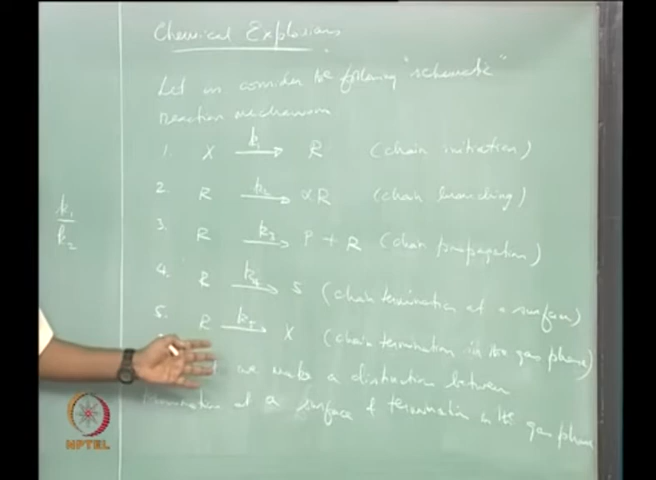 Chemical Explosions
Let us consider the following "schematic"
reaction mechanism
1. X k₁→ R (chain initiation)
2. R k₂→ αR (chain branching)
k₁/k₂
3. R k₃→ P + R (chain propagation)
4. R k₄→ S (chain termination at a surface)
5. R k₅→ X (chain termination in the gas phase)
we make a distinction between
termination at a surface & termination in the gas phase
NPTEL